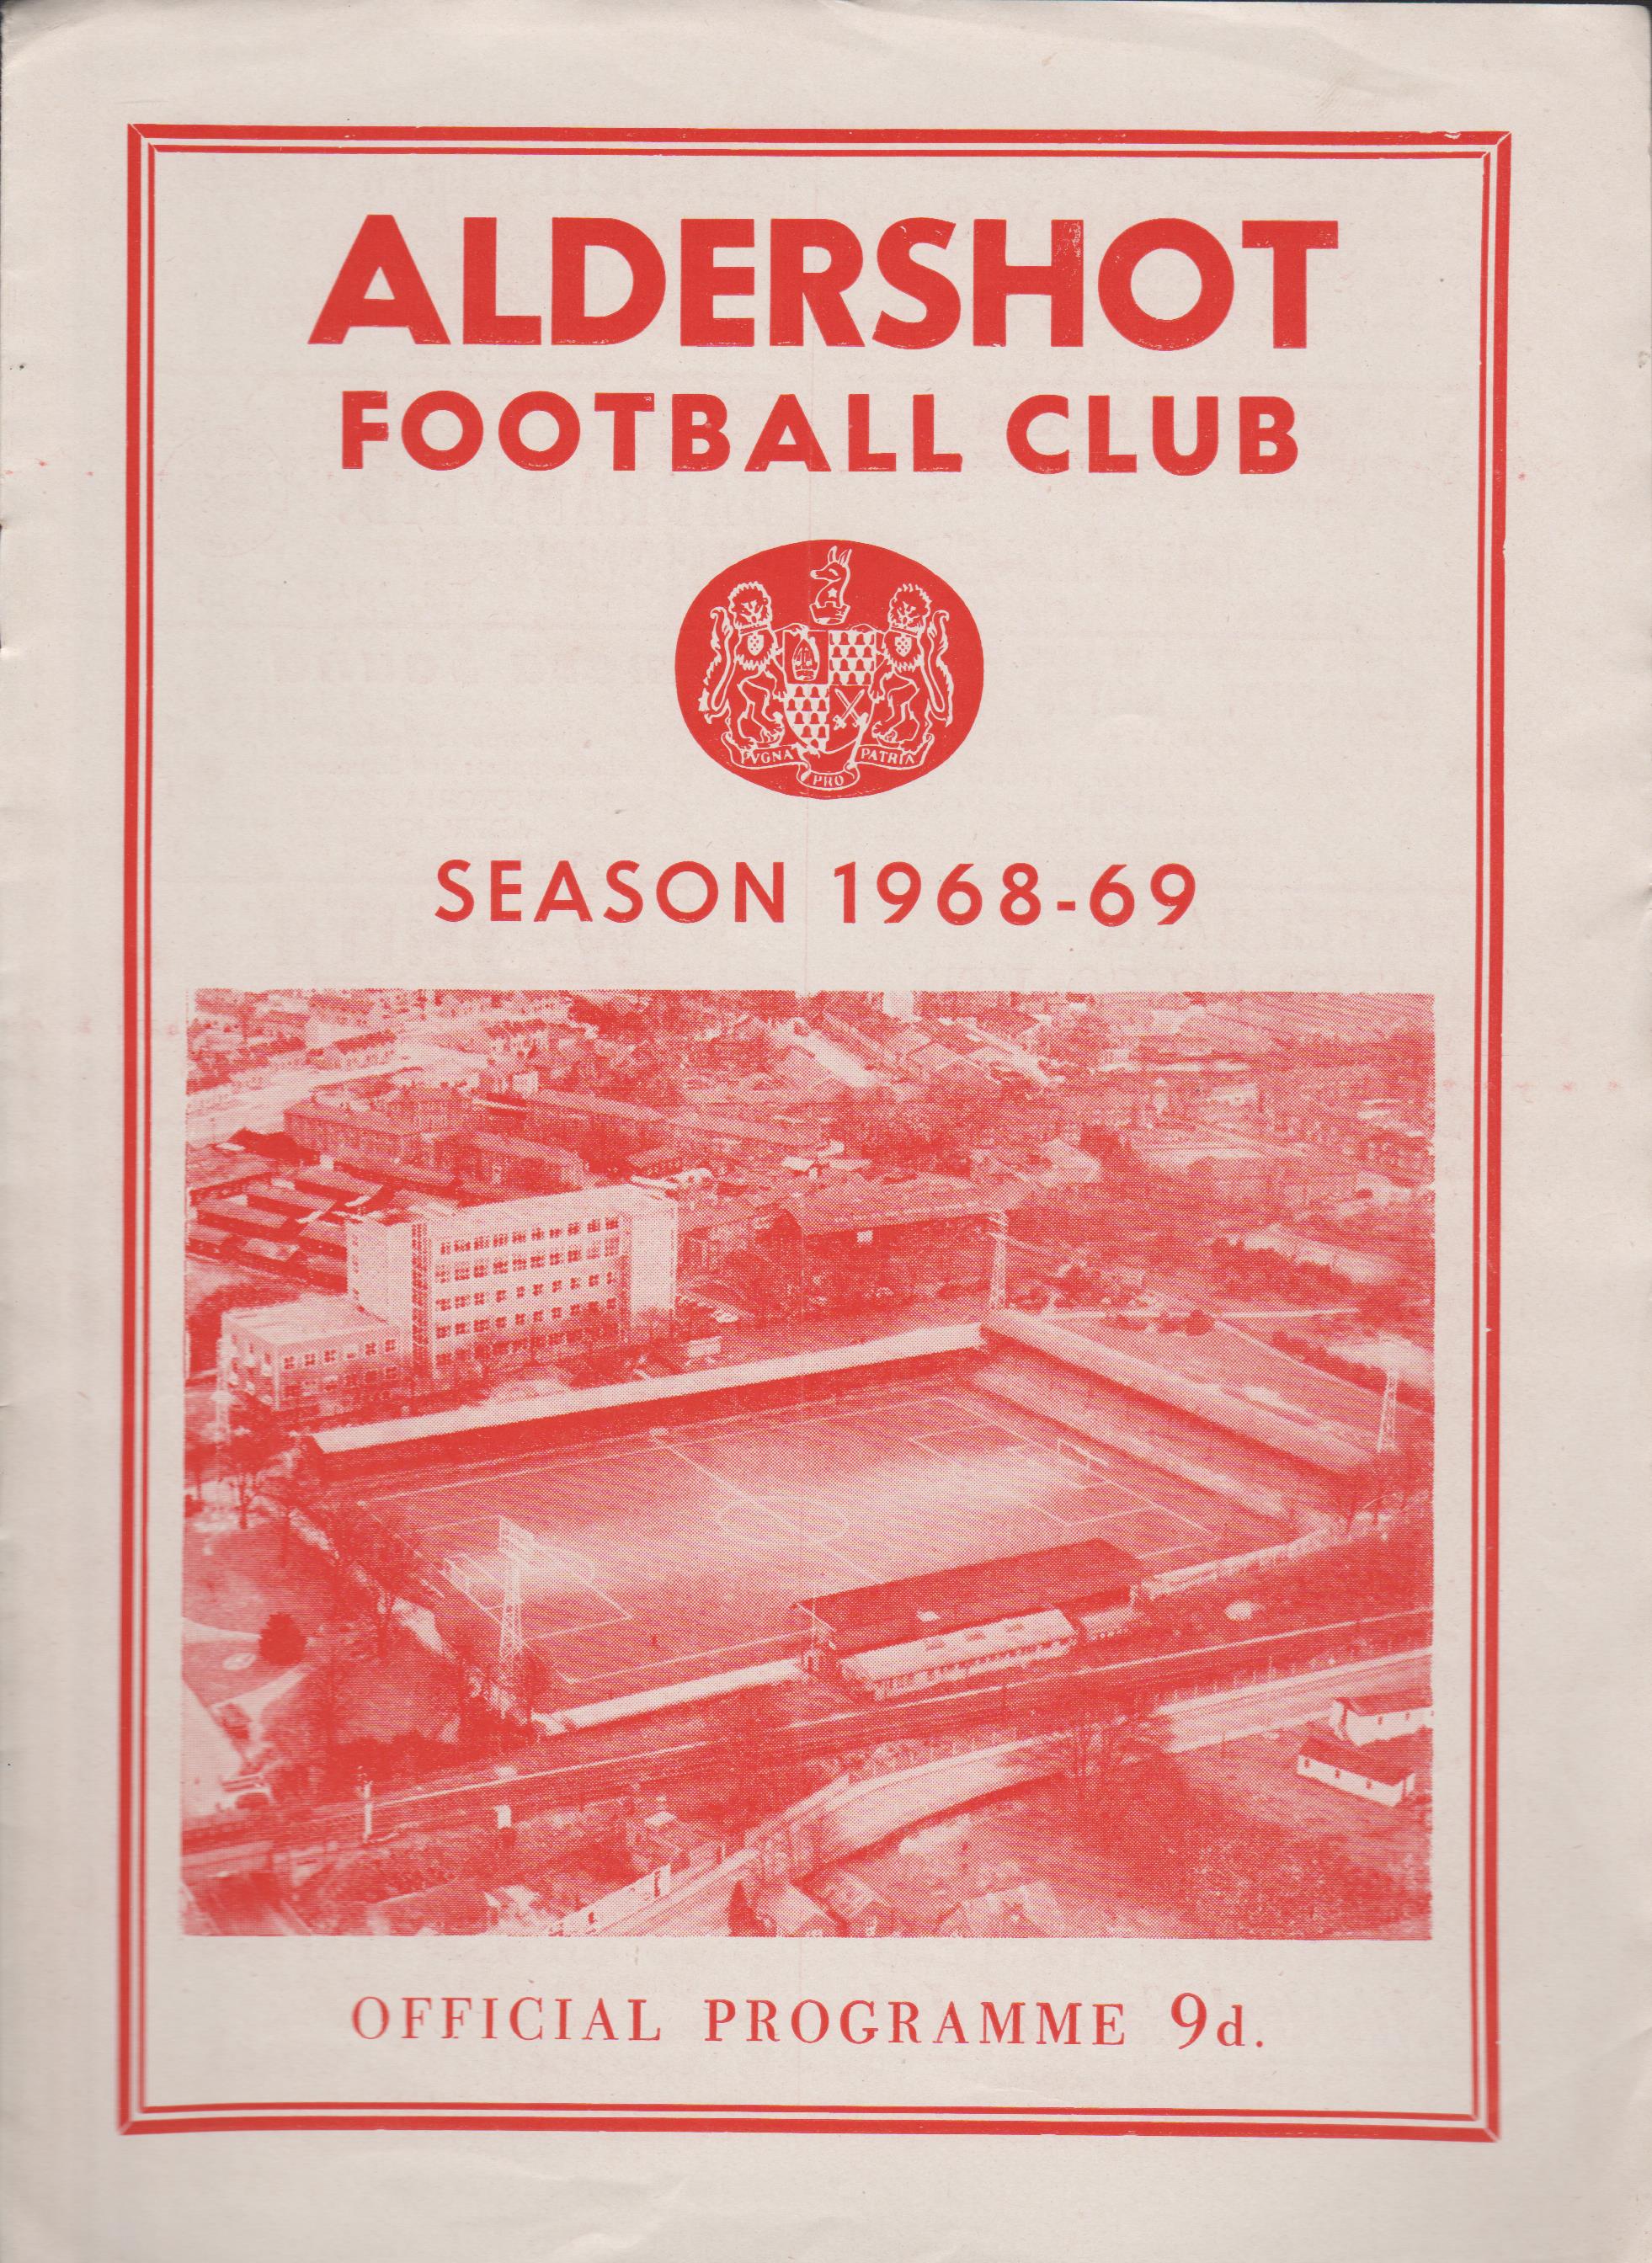 ALDERSHOT
FOOTBALL CLUB
PVGNA PRO PATRIA
SEASON 1968-69
OFFICIAL PROGRAMME 9d.